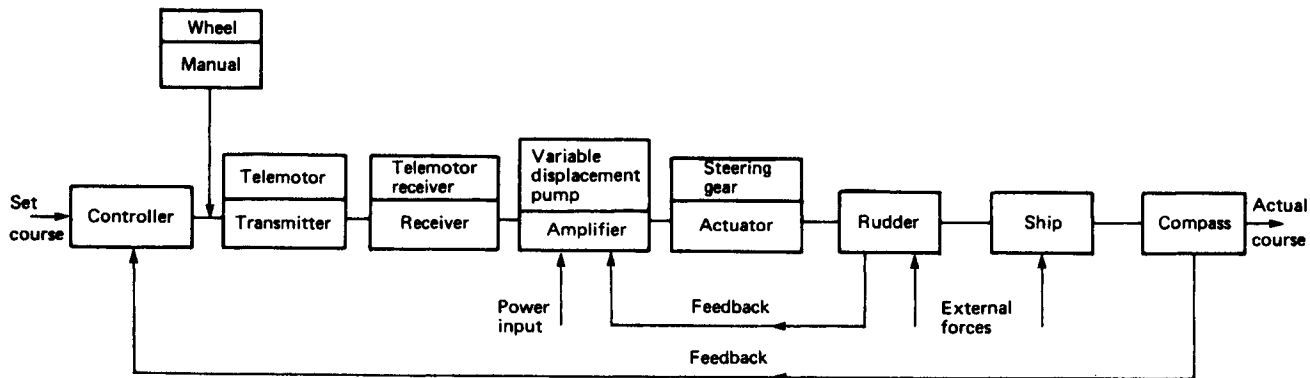 Wheel
Manual
Set
course
Controller
Telemotor
Transmitter
Telemotor
receiver
Receiver
Variable
displacement
pump
Amplifier
Steering
gear
Actuator
Rudder
Ship
Compass
Actual
course
Power
input
Feedback
External
forces
Feedback